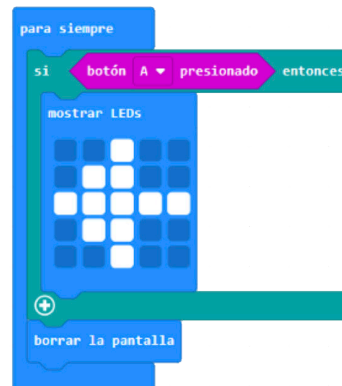 para siempre
si botón A presionado entonces
mostrar LEDs
borrar la pantalla